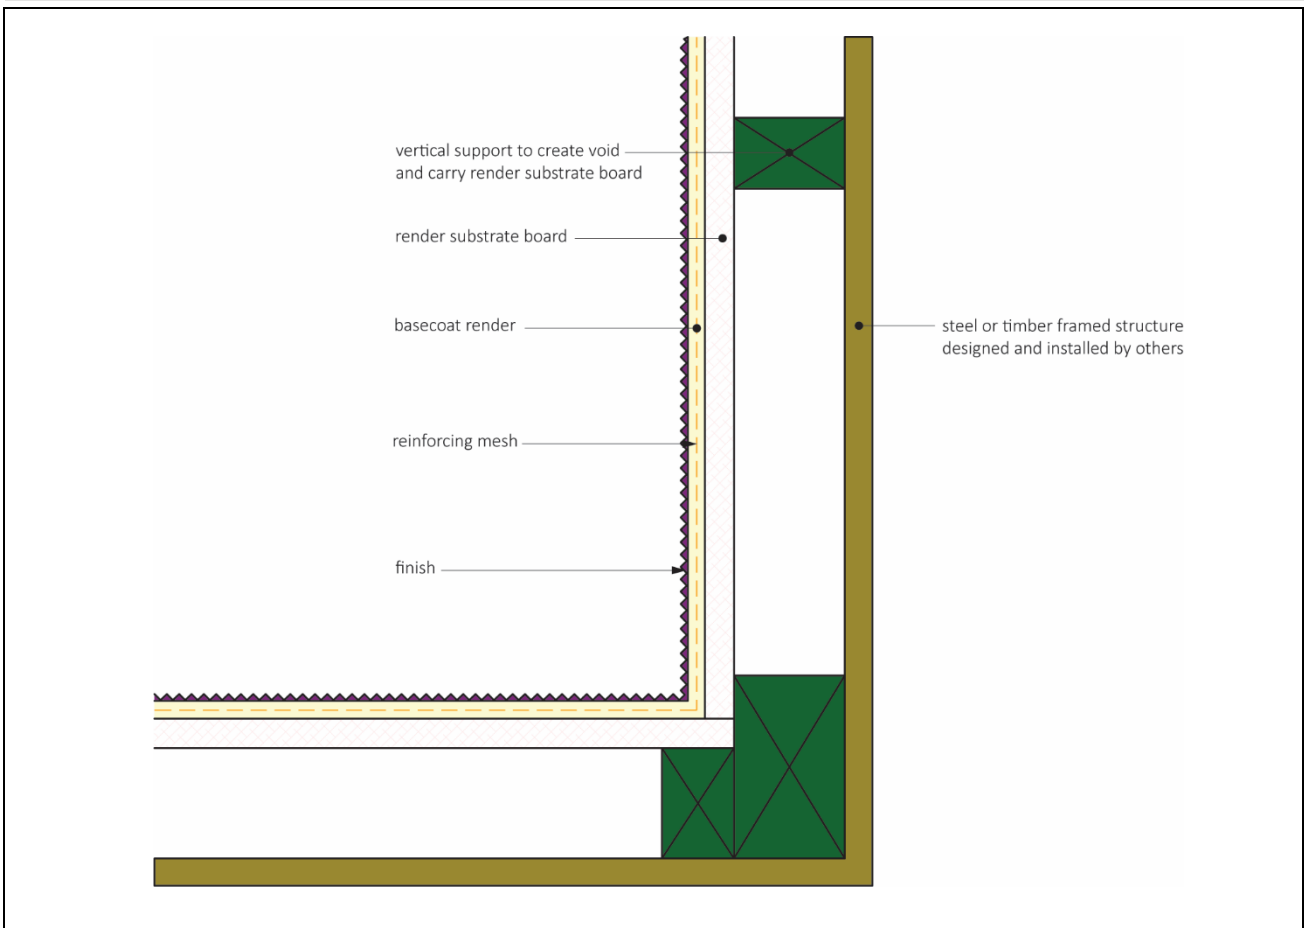 vertical support to create void
and carry render substrate board
render substrate board
basecoat render
steel or timber framed structure
designed and installed by others
reinforcing mesh
finish